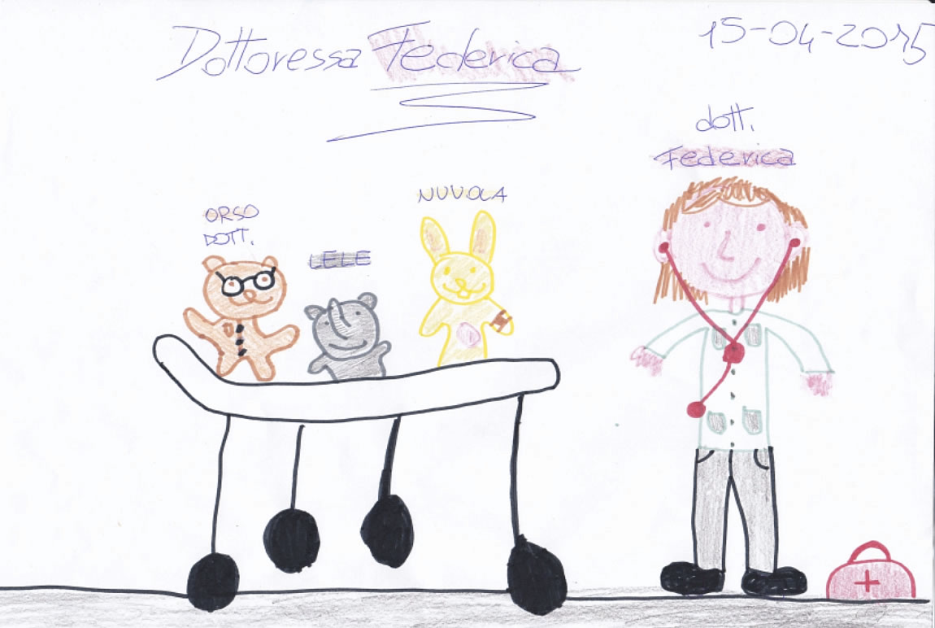 Dottoressa Federica
15-04-2015
dott.
Federica
ORSO
DOTT.
LELE
NUVOLA